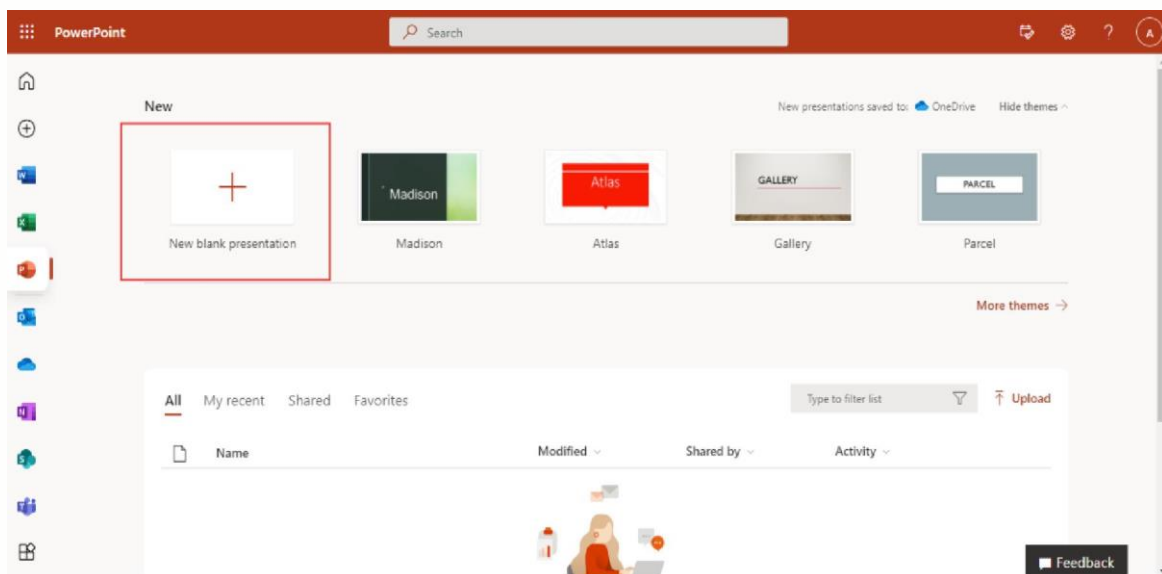 PowerPoint
Search
?
A
New
New presentations saved to: OneDrive
Hide themes
Madison
Atlas
GALLERY
PARCEL
New blank presentation
Madison
Atlas
Gallery
Parcel
More themes →
All
My recent
Shared
Favorites
Type to filter list
Upload
Name
Modified
Shared by
Activity
Feedback